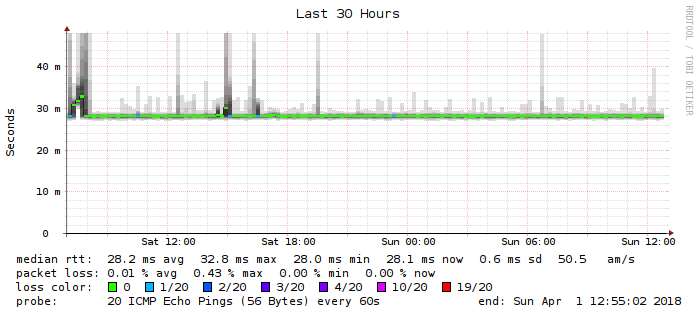 Last 30 Hours
RRDTOOL / TOBI OETIKER
Seconds
40 m
30 m
20 m
10 m
0
Sat 12:00 Sat 18:00 Sun 00:00 Sun 06:00 Sun 12:00
median rtt: 28.2 ms avg 32.8 ms max 28.0 ms min 28.1 ms now 0.6 ms sd 50.5 am/s
packet loss: 0.01 % avg 0.43 % max 0.00 % min 0.00 % now
loss color: 0 1/20 2/20 3/20 4/20 10/20 19/20
probe: 20 ICMP Echo Pings (56 Bytes) every 60s end: Sun Apr 1 12:55:02 2018